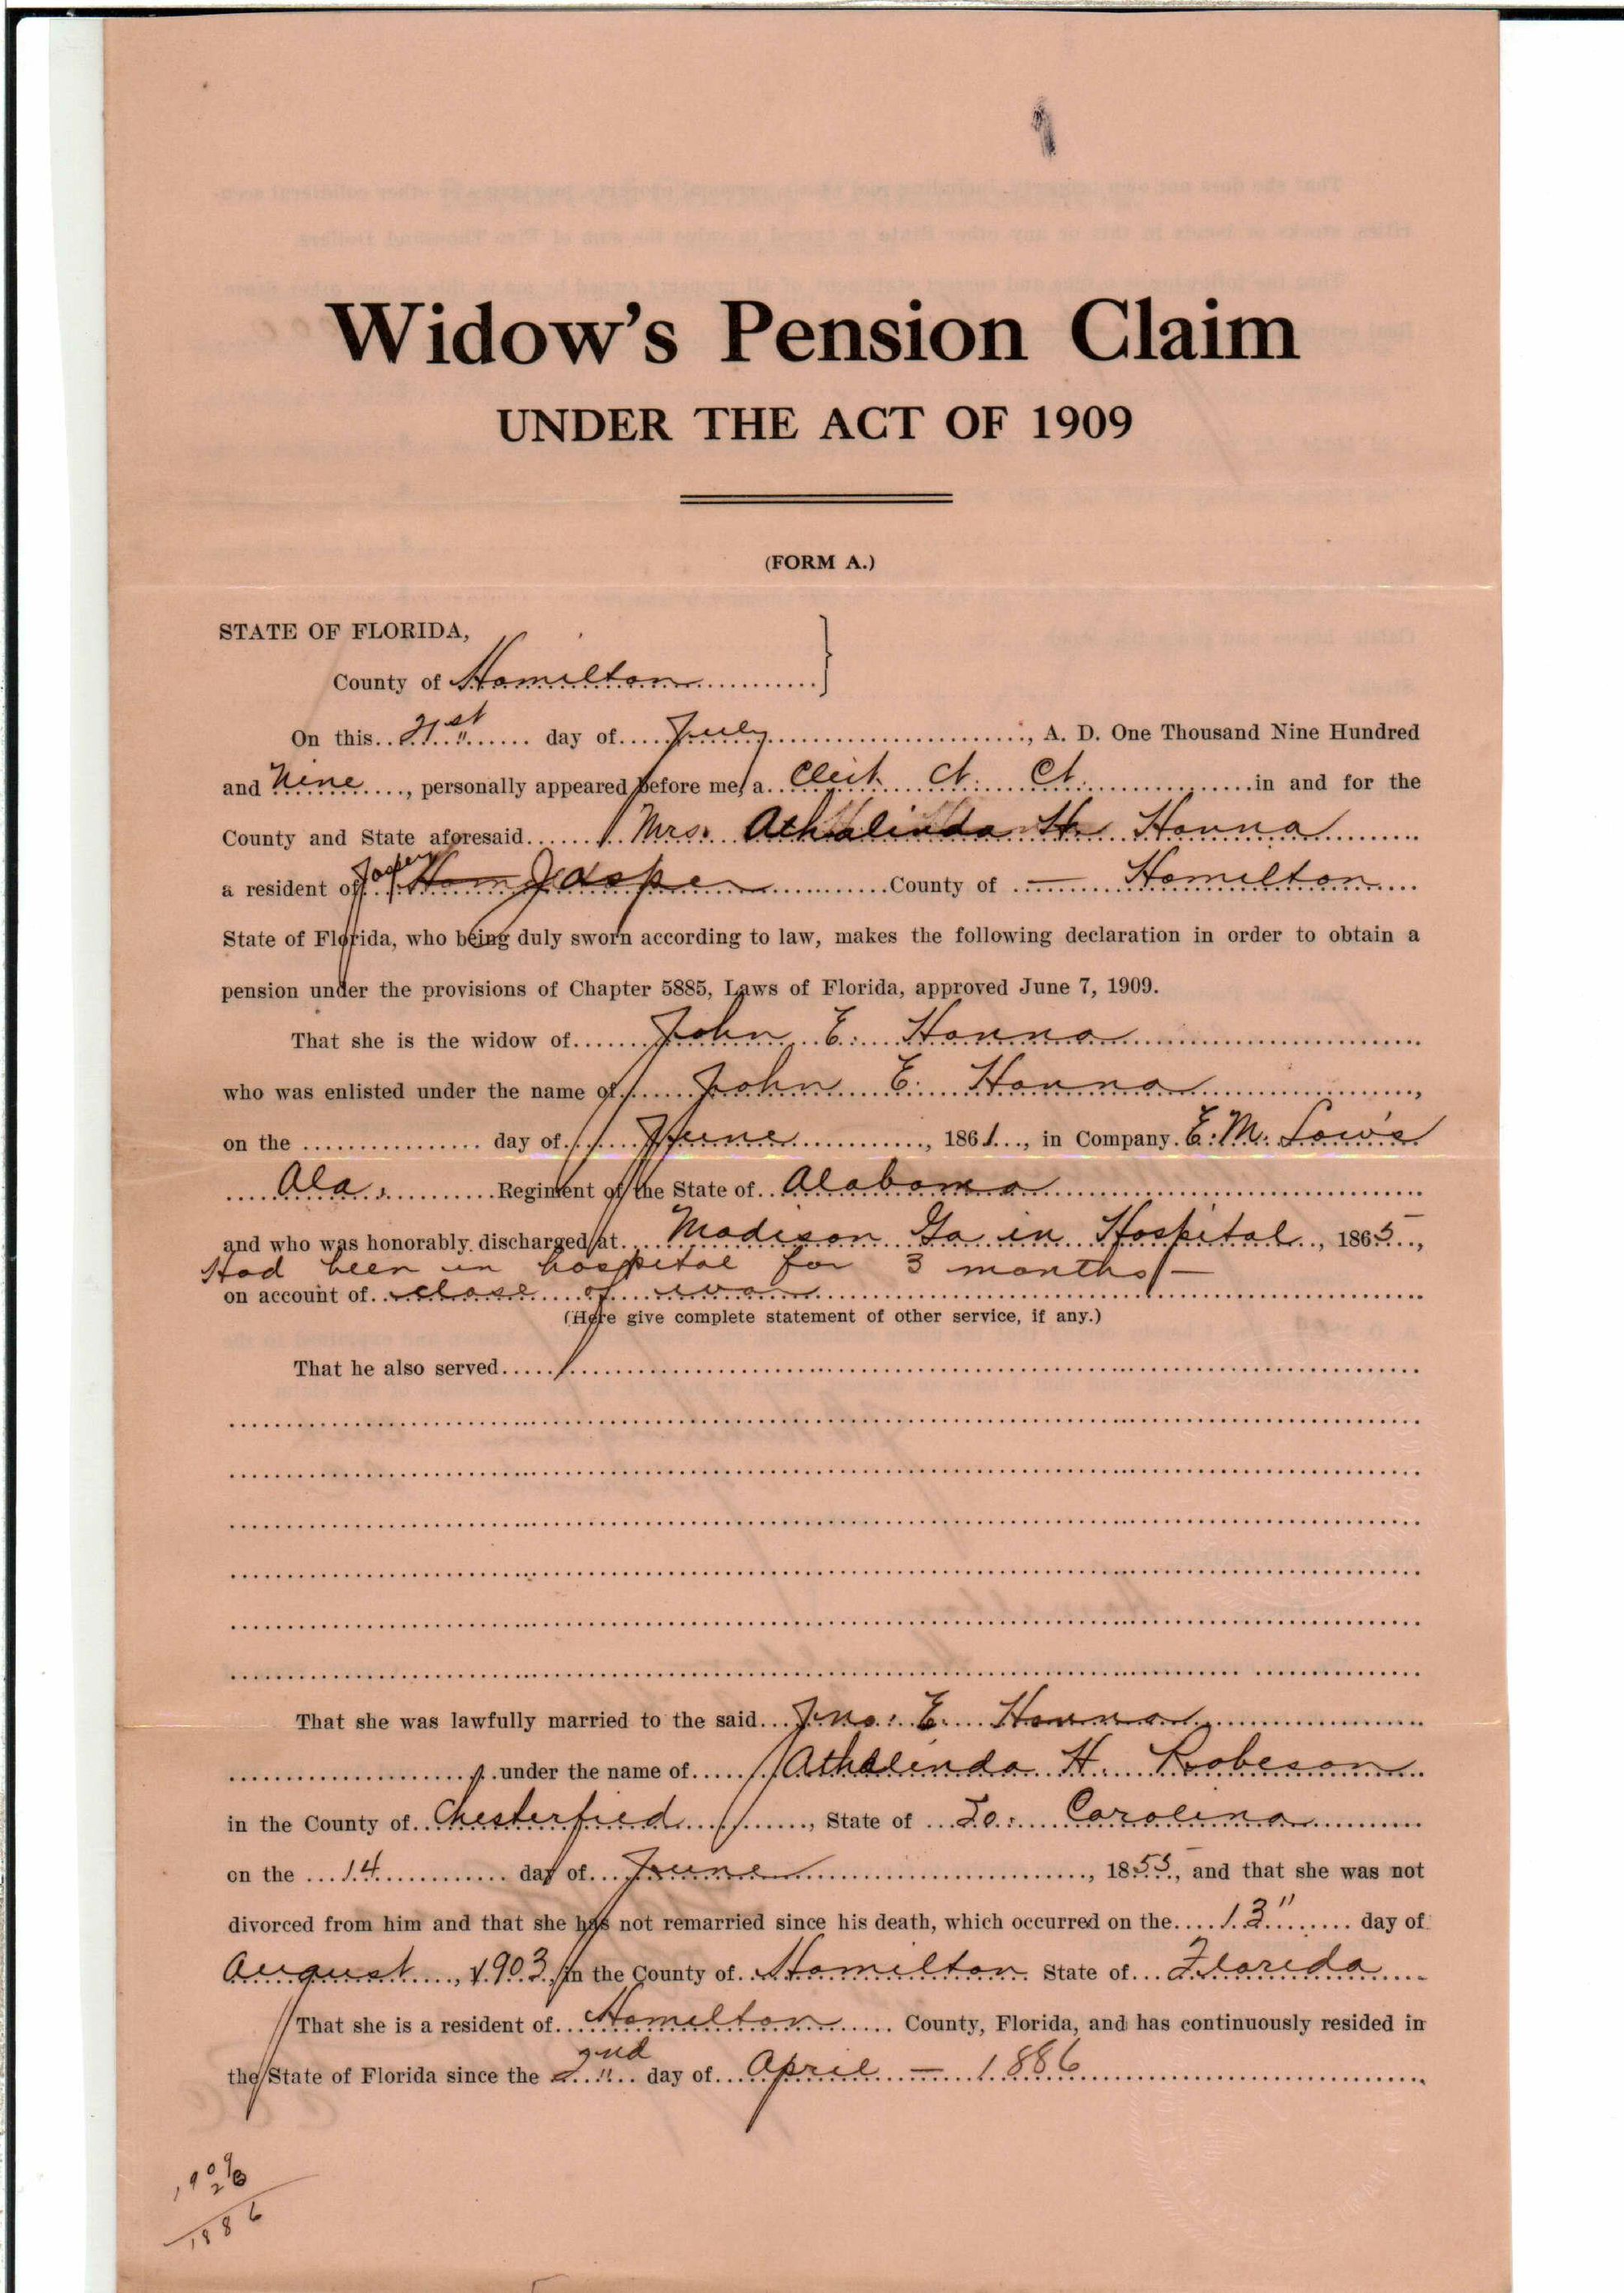 Widow's Pension Claim
UNDER THE ACT OF 1909
(FORM A.)
STATE OF FLORIDA,
County of Hamilton
On this 21st day of July, A. D. One Thousand Nine Hundred
and Nine, personally appeared before me, a Clerk Ct. Ct. in and for the
County and State aforesaid Mrs. Athalinda H. Hanna
a resident of Jasper Ham Jasper County of — Hamilton
State of Florida, who being duly sworn according to law, makes the following declaration in order to obtain a
pension under the provisions of Chapter 5885, Laws of Florida, approved June 7, 1909.
That she is the widow of John E. Hanna
who was enlisted under the name of John E. Hanna,
on the day of June, 1861, in Company E. M. Low's
Ala. Regiment of the State of Alabama
and who was honorably discharged at Madison Ga in Hospital, 1865,
Had been in hospital for 3 months —
on account of close of war
(Here give complete statement of other service, if any.)
That he also served
That she was lawfully married to the said Jno. E. Hanna
under the name of Athalinda H. Robeson
in the County of Chesterfied, State of So. Carolina
on the 14 day of June, 1855, and that she was not
divorced from him and that she has not remarried since his death, which occurred on the 13" day of
August, 1903, in the County of Hamilton State of Florida
That she is a resident of Hamilton County, Florida, and has continuously resided in
the State of Florida since the 2nd day of April — 1886
1886